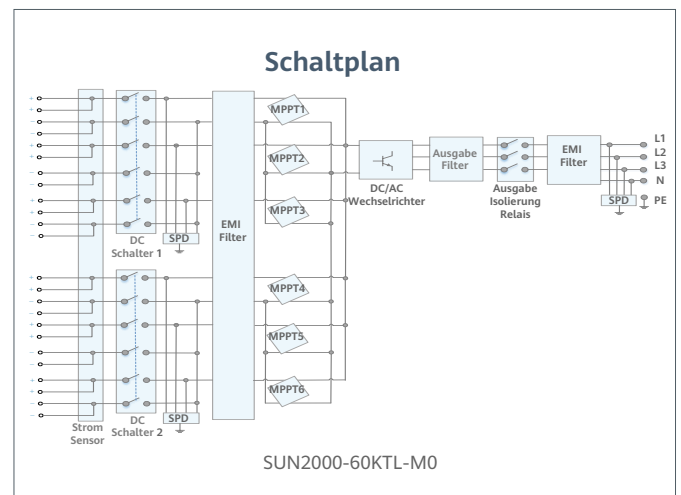 Schaltplan
MPPT1
MPPT2
MPPT3
MPPT4
MPPT5
MPPT6
EMI
Filter
DC
Schalter 1
SPD
DC
Schalter 2
SPD
Strom
Sensor
DC/AC
Wechselrichter
Ausgabe
Filter
Ausgabe
Isolierung
Relais
EMI
Filter
L1
L2
L3
N
PE
SPD
SUN2000-60KTL-M0